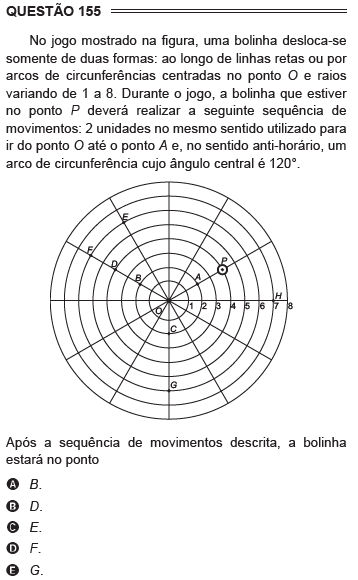 QUESTÃO 155
No jogo mostrado na figura, uma bolinha desloca-se
somente de duas formas: ao longo de linhas retas ou por
arcos de circunferências centradas no ponto O e raios
variando de 1 a 8. Durante o jogo, a bolinha que estiver
no ponto P deverá realizar a seguinte sequência de
movimentos: 2 unidades no mesmo sentido utilizado para
ir do ponto O até o ponto A e, no sentido anti-horário, um
arco de circunferência cujo ângulo central é 120°.
E
F
D
P
B
A
H
O
1 2 3 4 5 6 7 8
C
G
Após a sequência de movimentos descrita, a bolinha
estará no ponto
A B.
B D.
C E.
D F.
E G.